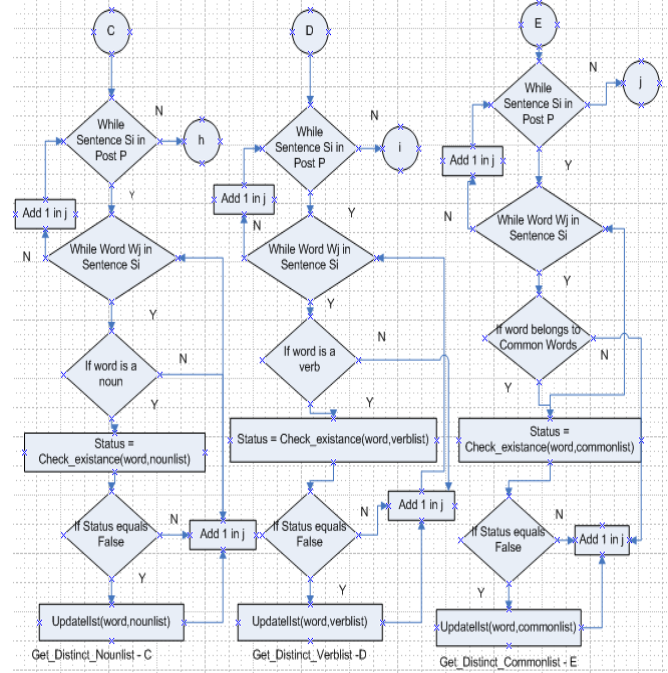 C
While
Sentence Si in
Post P
N
h
Y
Add 1 in j
While Word Wj in
Sentence Si
N
Y
If word is a
noun
N
Y
Status =
Check_existance(word,nounlist)
If Status equals
False
N
Add 1 in j
Y
Updatelist(word,nounlist)
Get_Distinct_Nounlist - C
D
While
Sentence Si in
Post P
N
i
Y
Add 1 in j
N
While Word Wj in
Sentence Si
Y
If word is a
verb
N
Y
Status = Check_existance(word,verblist)
If Status equals
False
N
Add 1 in j
Y
Updatelist(word,verblist)
Get_Distinct_Verblist -D
E
While
Sentence Si in
Post P
N
j
Y
Add 1 in j
N
While Word Wj in
Sentence Si
Y
If word belongs to
Common Words
N
Y
Status =
Check_existance(word,commonlist)
If Status equals
False
N
Add 1 in j
Y
Updatelist(word,commonlist)
Get_Distinct_Commonlist - E